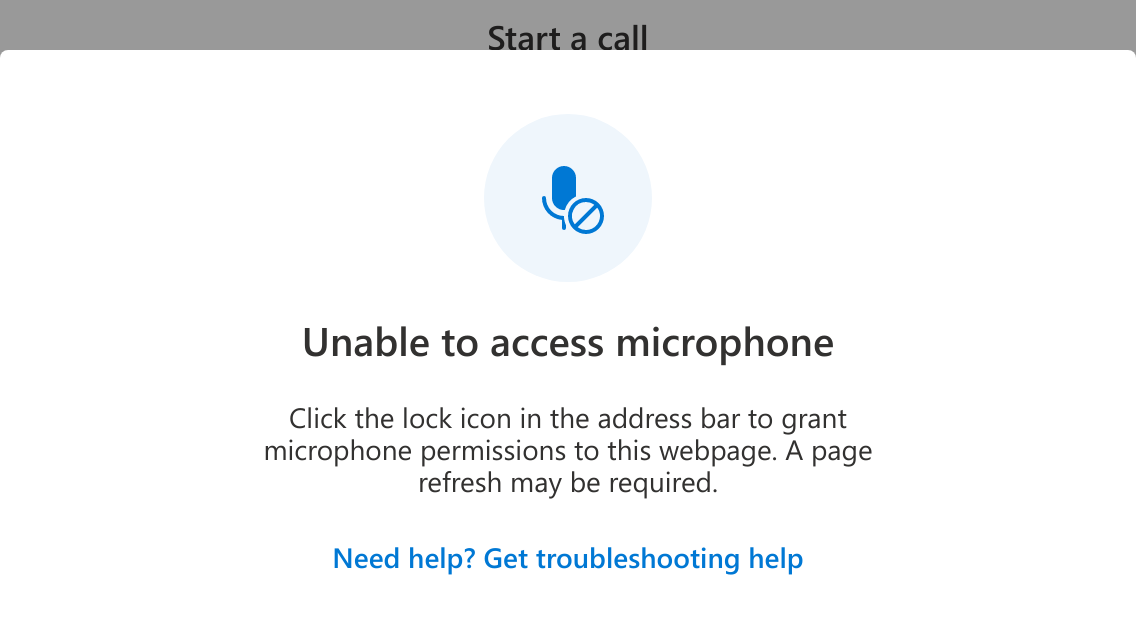 Start a call
Unable to access microphone
Click the lock icon in the address bar to grant
microphone permissions to this webpage. A page
refresh may be required.
Need help? Get troubleshooting help